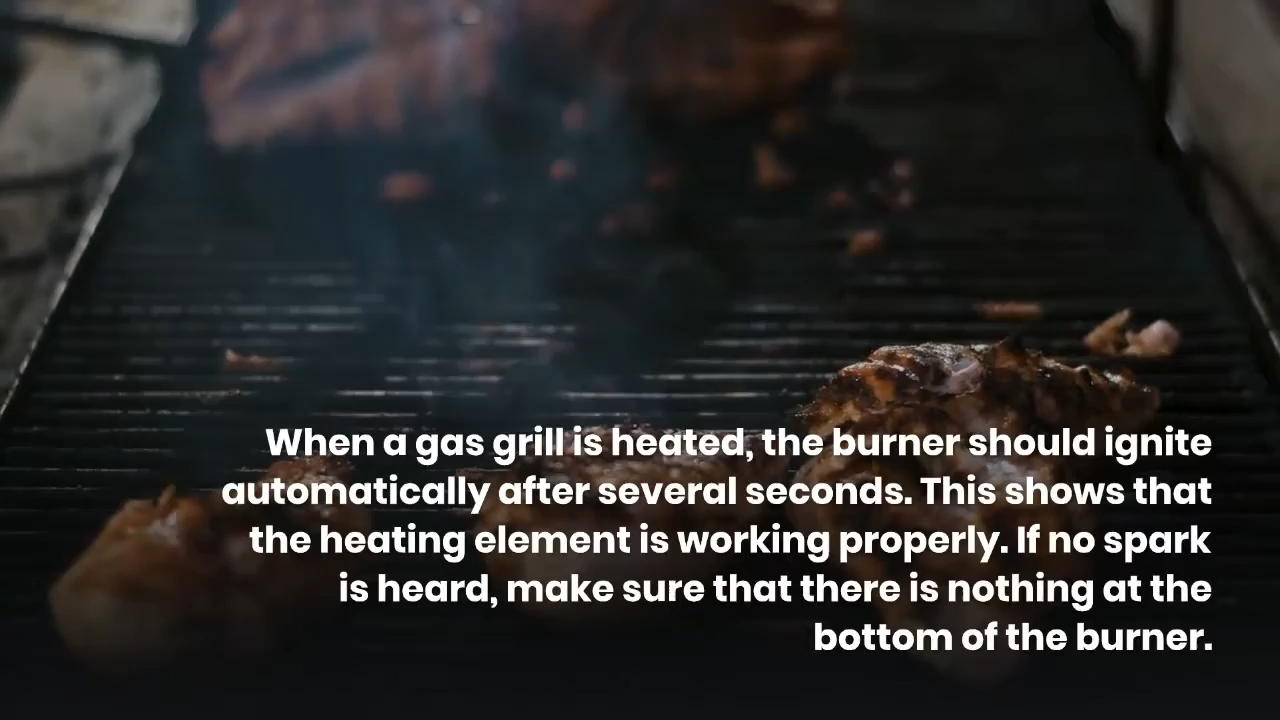 When a gas grill is heated, the burner should ignite
automatically after several seconds. This shows that
the heating element is working properly. If no spark
is heard, make sure that there is nothing at the
bottom of the burner.